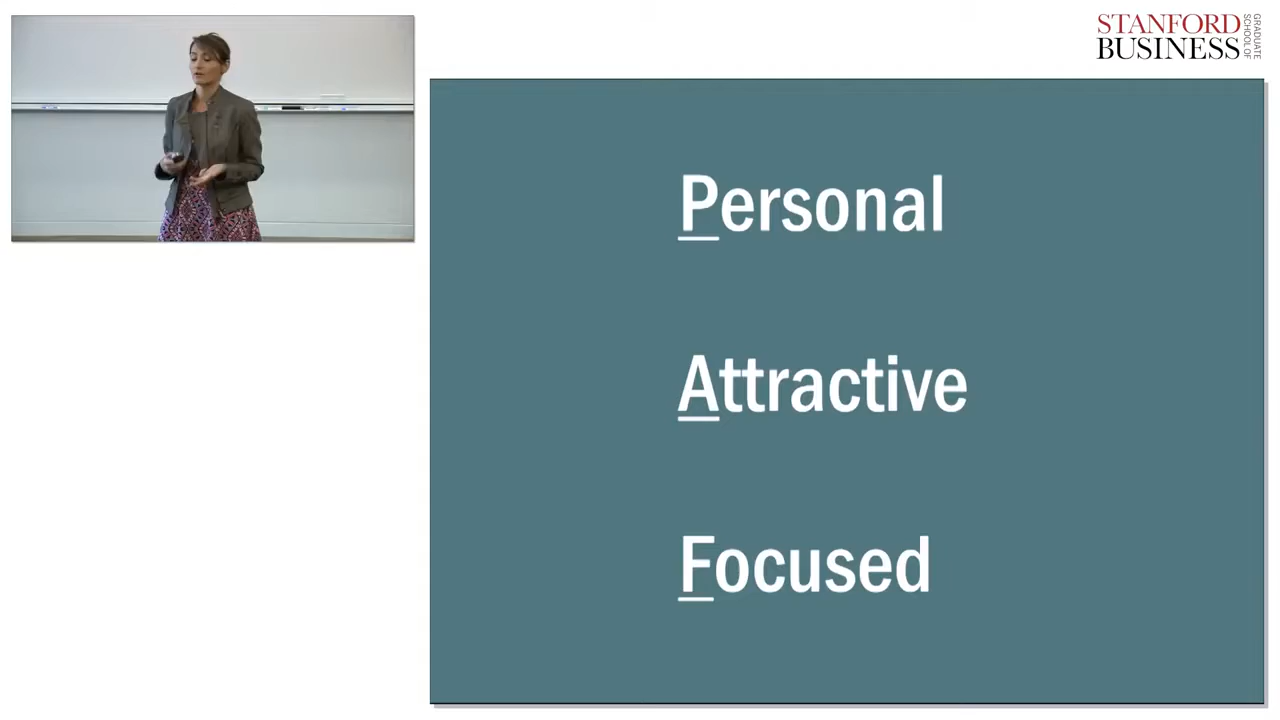 STANFORD
BUSINESS
GRADUATE
SCHOOL OF
Personal
Attractive
Focused